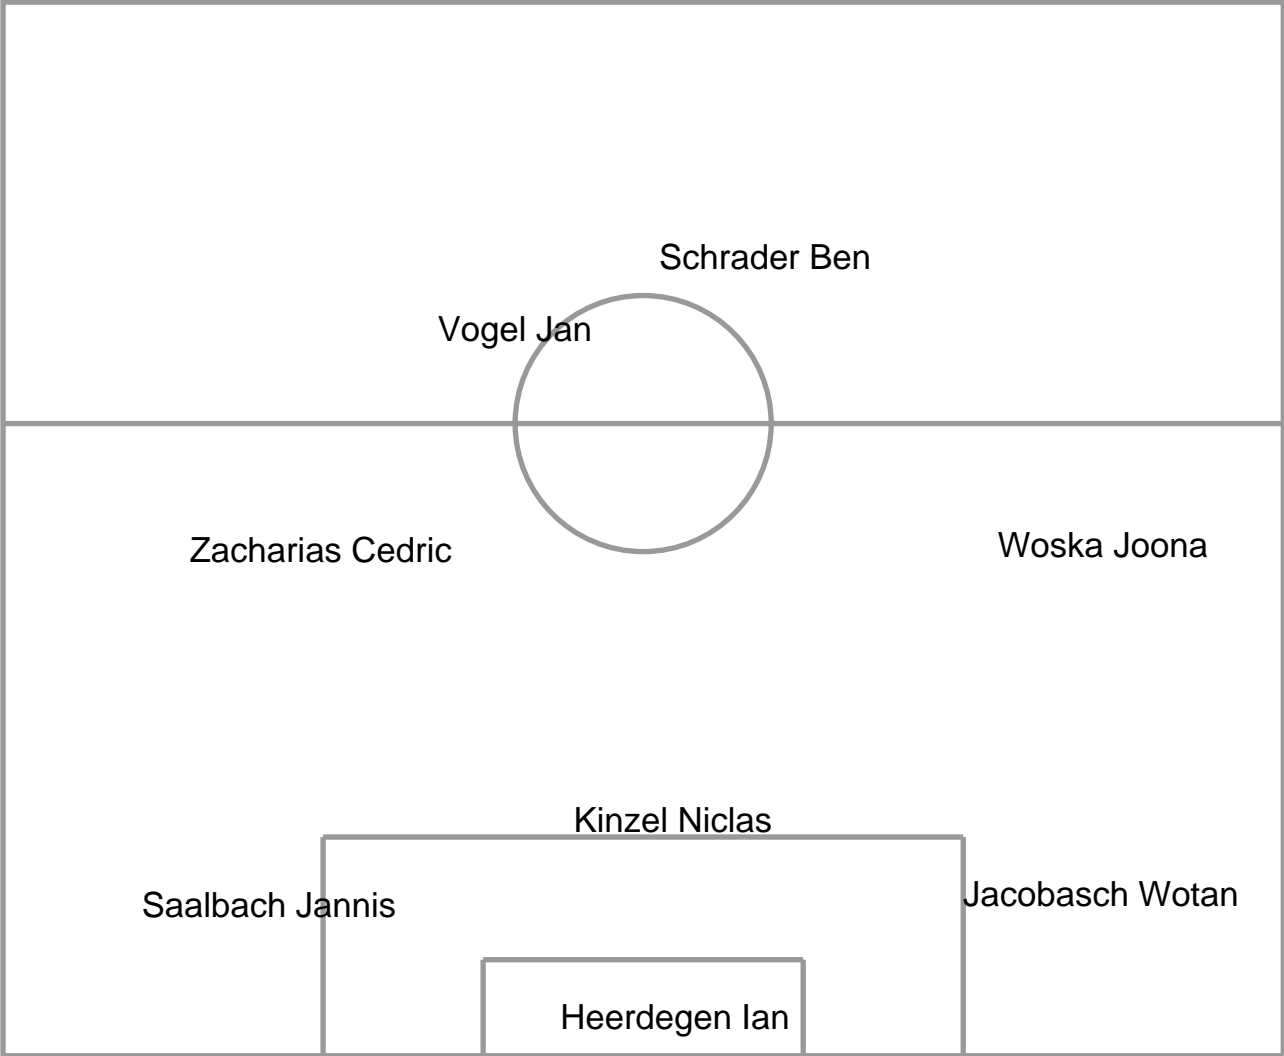 Schrader Ben
Vogel Jan
Zacharias Cedric
Woska Joona
Kinzel Niclas
Saalbach Jannis
Jacobasch Wotan
Heerdegen Ian